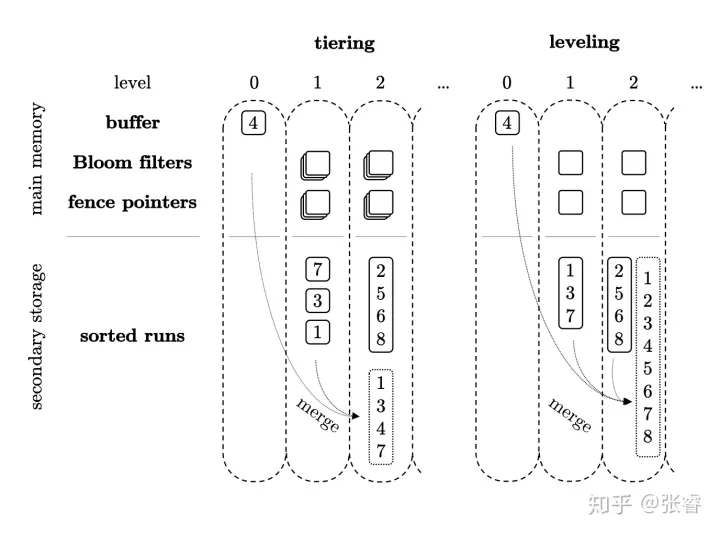 tiering leveling
level 0 1 2 ... 0 1 2 ...
main memory
buffer 4 4
Bloom filters
fence pointers
secondary storage
sorted runs
7
3
1
2
5
6
8
1
3
4
7
merge
1
3
7
2
5
6
8
1
2
3
4
5
6
7
8
merge
知乎 @张睿